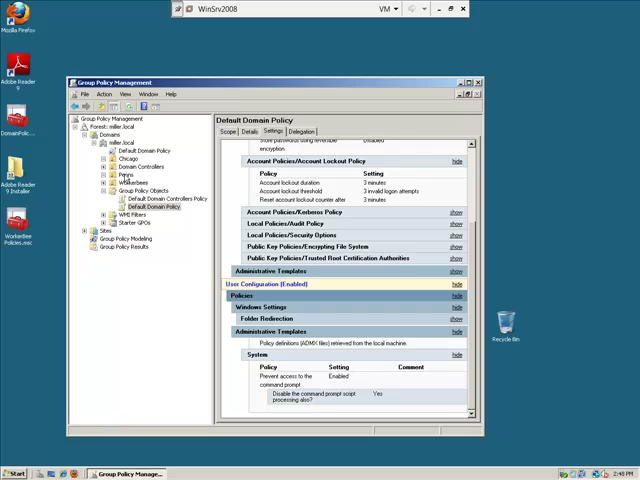 WinSrv2008
VM
Mozilla Firefox
Adobe Reader
9
DomainPolic...
Adobe Reader
9 Installer
WorkerBee
Policies.msc
Recycle Bin
Group Policy Management
File Action View Window Help
Group Policy Management
Forest: miller.local
Domains
miller.local
Default Domain Policy
Chicago
Domain Controllers
Workerbees
Group Policy Objects
Default Domain Controllers Policy
Default Domain Policy
WMI Filters
Starter GPOs
Sites
Group Policy Modeling
Group Policy Results
Default Domain Policy
Scope Details Settings Delegation
Store passwords using reversible Disabled
encryption
Account Policies/Account Lockout Policy hide
Policy Setting
Account lockout duration 3 minutes
Account lockout threshold 3 invalid logon attempts
Reset account lockout counter after 3 minutes
Account Policies/Kerberos Policy show
Local Policies/Audit Policy show
Local Policies/Security Options show
Public Key Policies/Encrypting File System show
Public Key Policies/Trusted Root Certification Authorities show
Administrative Templates show
User Configuration (Enabled) hide
Policies hide
Windows Settings hide
Folder Redirection show
Administrative Templates hide
Policy definitions (ADMX files) retrieved from the local machine.
System hide
Policy Setting Comment
Prevent access to the Enabled
command prompt
Disable the command prompt script Yes
processing also?
Start
Group Policy Manage...
2:48 PM